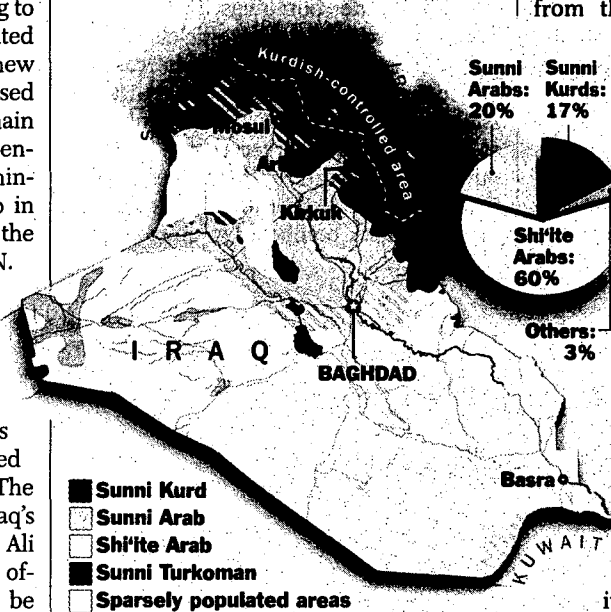 g to
ted
new
sed
ain
en-
in-
o in
the
N.
from th
Kurdish-controlled area
Sunni
Arabs:
20%
Sunni
Kurds:
17%
Mosul
Kirkuk
Shi'ite
Arabs:
60%
Others:
3%
I R A Q
BAGHDAD
Basra
KUWAIT
s
ed
The
aq's
Ali
of-
be
Sunni Kurd
Sunni Arab
Shi'ite Arab
Sunni Turkoman
Sparsely populated areas